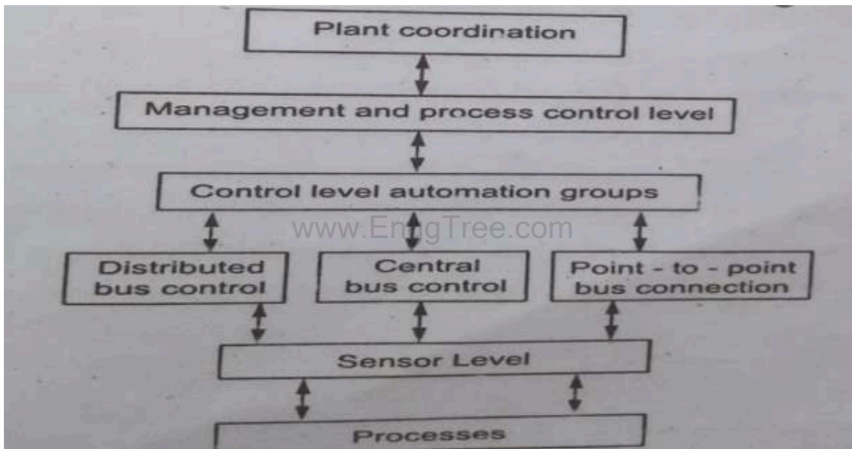 Plant coordination
Management and process control level
Control level automation groups
www.EnggTree.com
Distributed
bus control
Central
bus control
Point - to - point
bus connection
Sensor Level
Processes